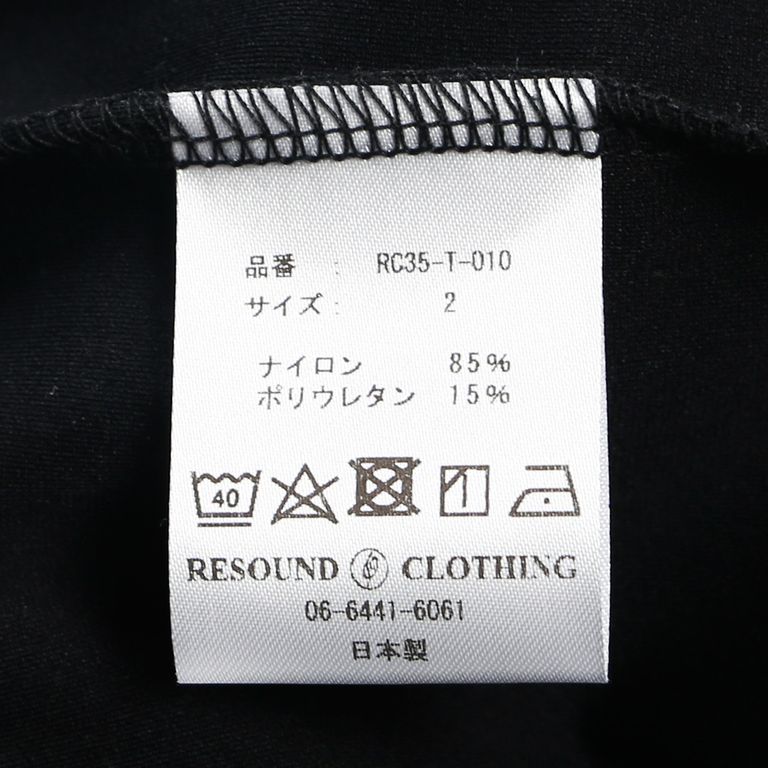 品番 : RC35-T-010
サイズ: 2
ナイロン 85%
ポリウレタン 15%
40
RESOUND CLOTHING
06-6441-6061
日本製